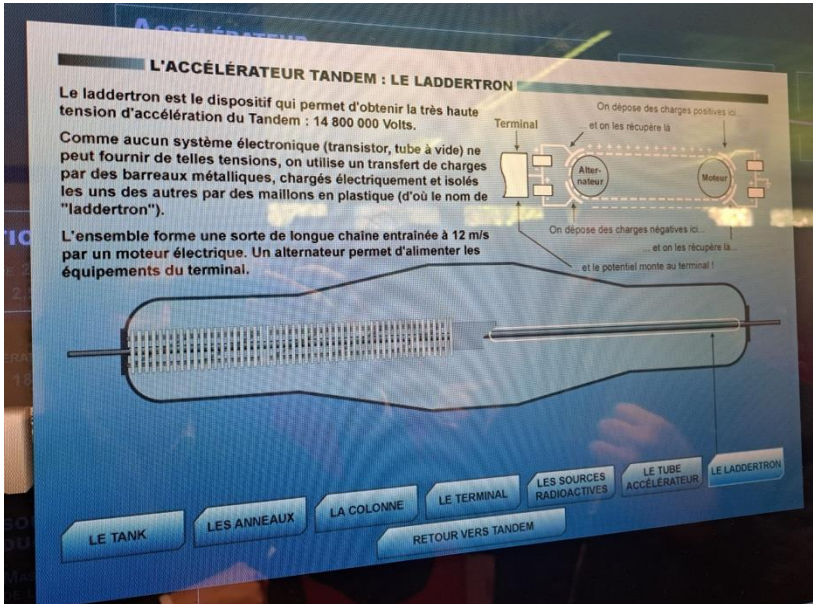 ACCÉLÉRATEUR
L'ACCÉLÉRATEUR TANDEM : LE LADDERTRON
Le laddertron est le dispositif qui permet d'obtenir la très haute
tension d'accélération du Tandem : 14 800 000 Volts.
Comme aucun système électronique (transistor, tube à vide) ne
peut fournir de telles tensions, on utilise un transfert de charges
par des barreaux métalliques, chargés électriquement et isolés
les uns des autres par des maillons en plastique (d'où le nom de
"laddertron").
L'ensemble forme une sorte de longue chaîne entraînée à 12 m/s
par un moteur électrique. Un alternateur permet d'alimenter les
équipements du terminal.
On dépose des charges positives ici...
Terminal
et on les récupère là
Alter-
nateur
Moteur
On dépose des charges négatives ici...
... et on les récupère là...
... et le potentiel monte au terminal !
LE TANK
LES ANNEAUX
LA COLONNE
LE TERMINAL
LES SOURCES
RADIOACTIVES
LE TUBE
ACCÉLÉRATEUR
LE LADDERTRON
RETOUR VERS TANDEM